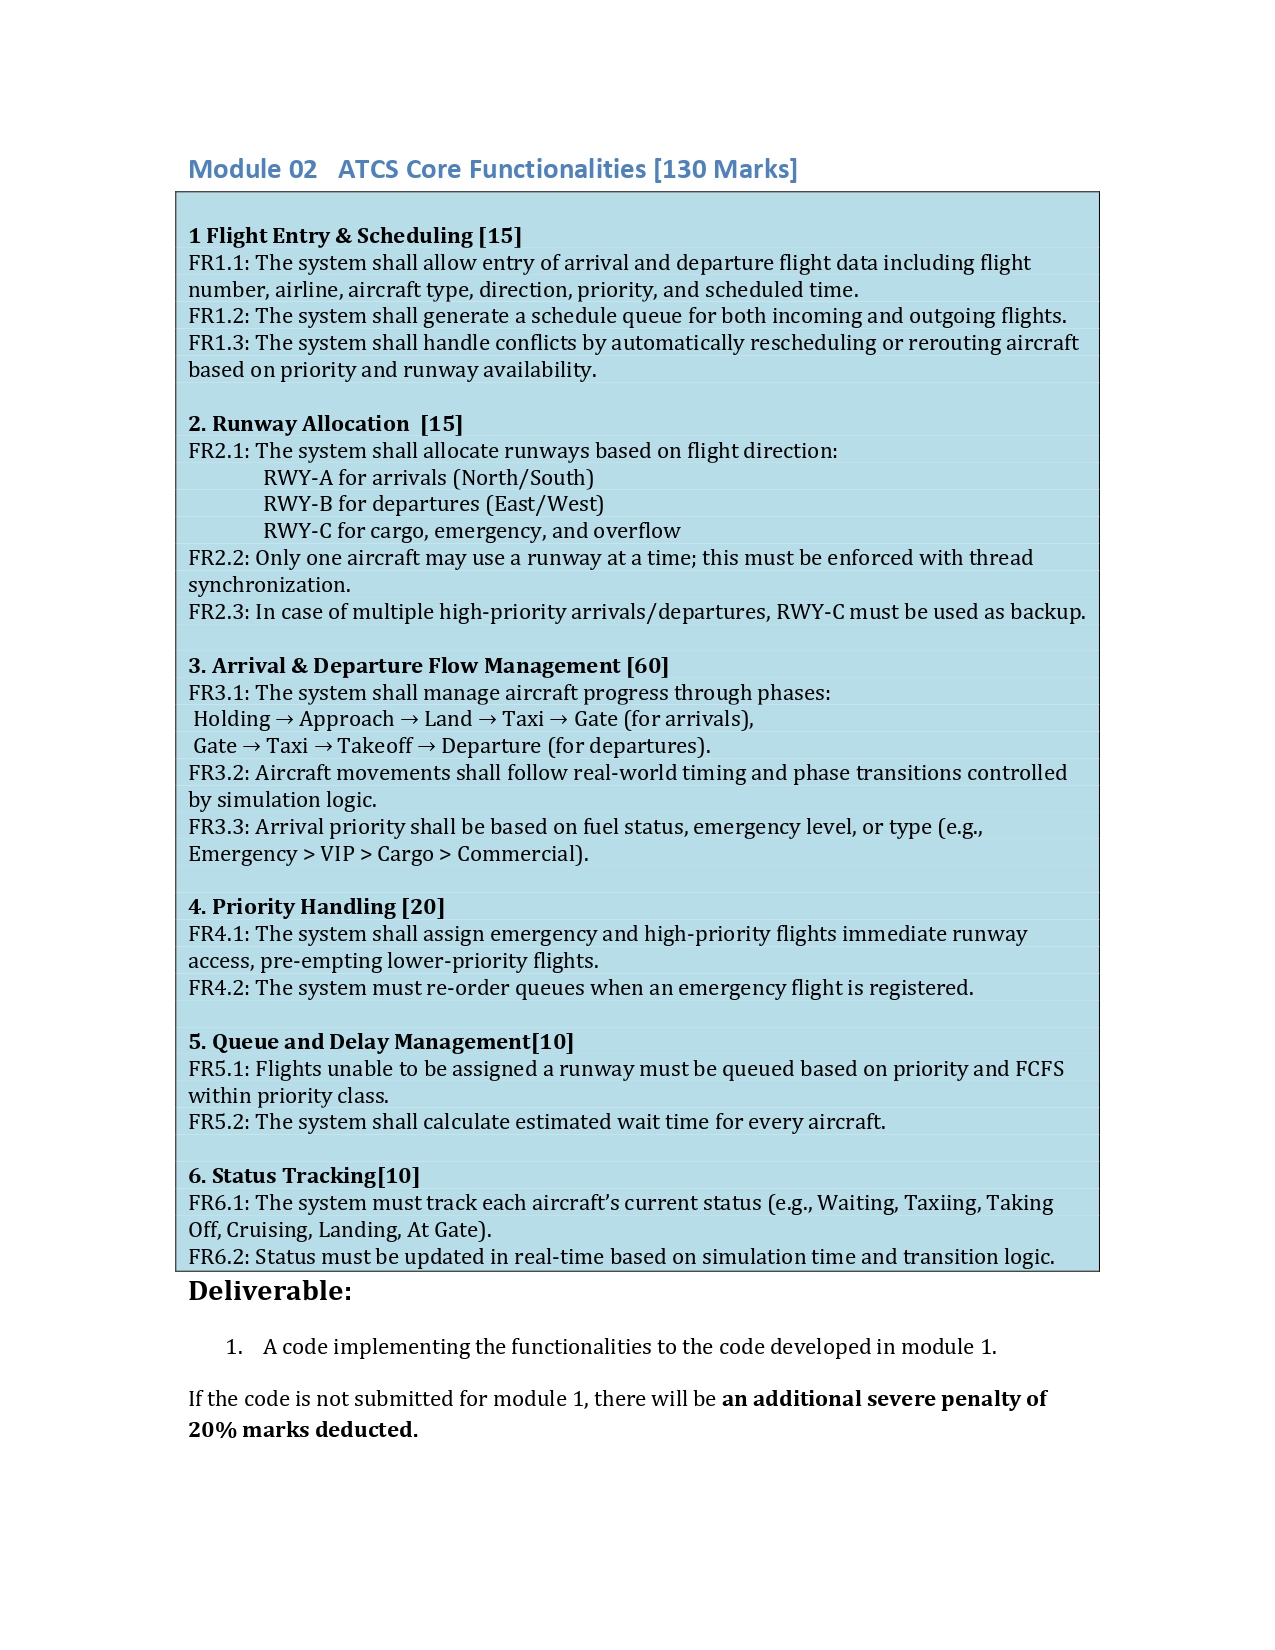 Module 02   ATCS Core Functionalities [130 Marks]
1 Flight Entry & Scheduling [15]
FR1.1: The system shall allow entry of arrival and departure flight data including flight
number, airline, aircraft type, direction, priority, and scheduled time.
FR1.2: The system shall generate a schedule queue for both incoming and outgoing flights.
FR1.3: The system shall handle conflicts by automatically rescheduling or rerouting aircraft
based on priority and runway availability.
2. Runway Allocation  [15]
FR2.1: The system shall allocate runways based on flight direction:
RWY-A for arrivals (North/South)
RWY-B for departures (East/West)
RWY-C for cargo, emergency, and overflow
FR2.2: Only one aircraft may use a runway at a time; this must be enforced with thread
synchronization.
FR2.3: In case of multiple high-priority arrivals/departures, RWY-C must be used as backup.
3. Arrival & Departure Flow Management [60]
FR3.1: The system shall manage aircraft progress through phases:
Holding → Approach → Land → Taxi → Gate (for arrivals),
Gate → Taxi → Takeoff → Departure (for departures).
FR3.2: Aircraft movements shall follow real-world timing and phase transitions controlled
by simulation logic.
FR3.3: Arrival priority shall be based on fuel status, emergency level, or type (e.g.,
Emergency > VIP > Cargo > Commercial).
4. Priority Handling [20]
FR4.1: The system shall assign emergency and high-priority flights immediate runway
access, pre-empting lower-priority flights.
FR4.2: The system must re-order queues when an emergency flight is registered.
5. Queue and Delay Management[10]
FR5.1: Flights unable to be assigned a runway must be queued based on priority and FCFS
within priority class.
FR5.2: The system shall calculate estimated wait time for every aircraft.
6. Status Tracking[10]
FR6.1: The system must track each aircraft’s current status (e.g., Waiting, Taxiing, Taking
Off, Cruising, Landing, At Gate).
FR6.2: Status must be updated in real-time based on simulation time and transition logic.
Deliverable:
1. A code implementing the functionalities to the code developed in module 1.
If the code is not submitted for module 1, there will be an additional severe penalty of
20% marks deducted.